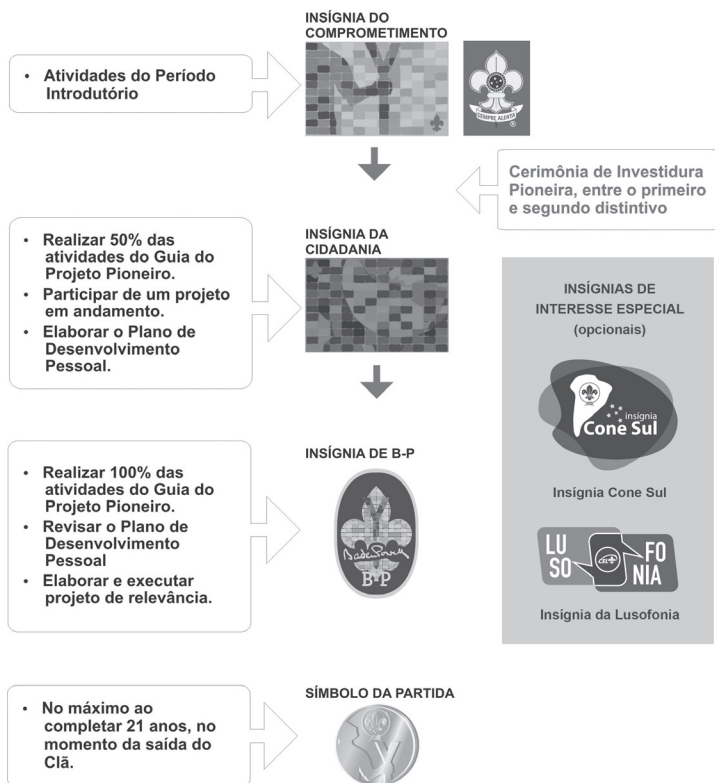 INSÍGNIA DO
COMPROMETIMENTO
• Atividades do Período
Introdutório
SEMPRE ALERTA
®
Cerimônia de Investidura
Pioneira, entre o primeiro
e segundo distintivo
INSÍGNIA DA
CIDADANIA
• Realizar 50% das
atividades do Guia do
Projeto Pioneiro.
• Participar de um projeto
em andamento.
• Elaborar o Plano de
Desenvolvimento
Pessoal.
INSÍGNIAS DE
INTERESSE ESPECIAL
(opcionais)
insígnia
Cone Sul
Insígnia Cone Sul
LU
SO
FO
NIA
Insígnia da Lusofonia
INSÍGNIA DE B-P
• Realizar 100% das
atividades do Guia do
Projeto Pioneiro.
• Revisar o Plano de
Desenvolvimento
Pessoal
• Elaborar e executar
projeto de relevância.
Baden Powell
B-P
SÍMBOLO DA PARTIDA
• No máximo ao
completar 21 anos, no
momento da saída do
Clã.